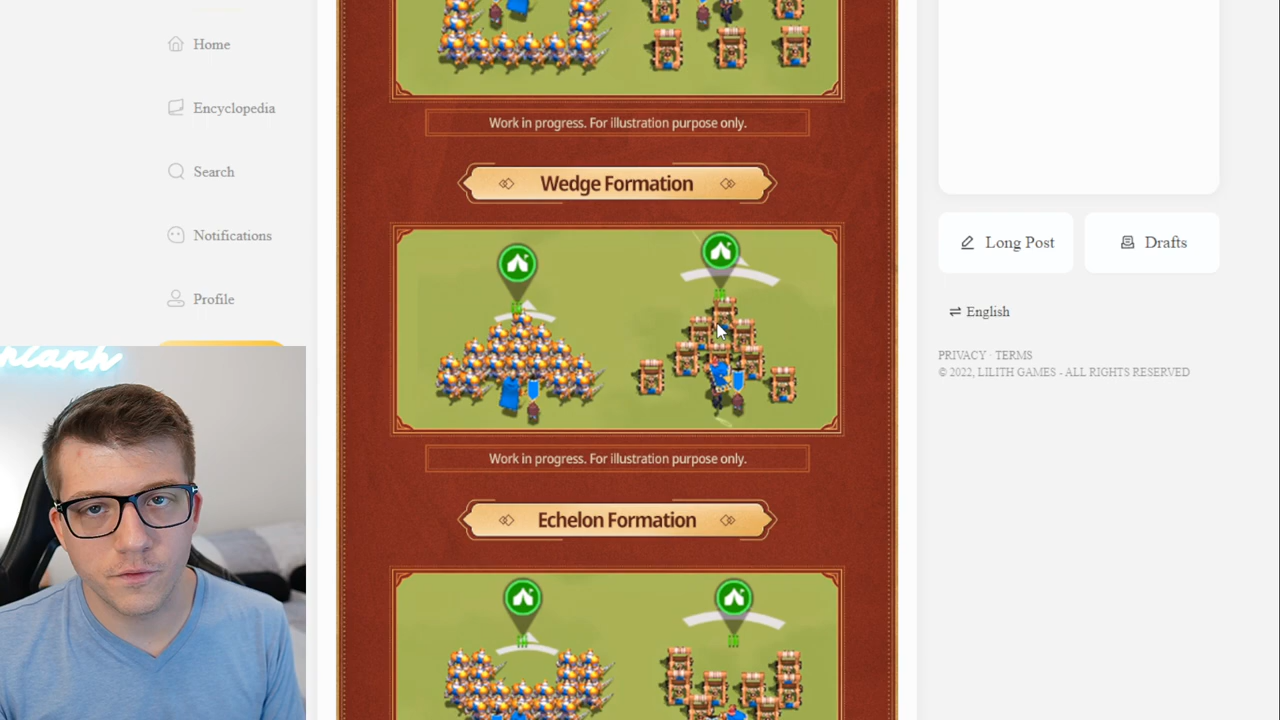 Home
Encyclopedia
Search
Notifications
Profile
Work in progress. For illustration purpose only.
Wedge Formation
Work in progress. For illustration purpose only.
Echelon Formation
Long Post
Drafts
English
PRIVACY · TERMS
© 2022, LILITH GAMES - ALL RIGHTS RESERVED